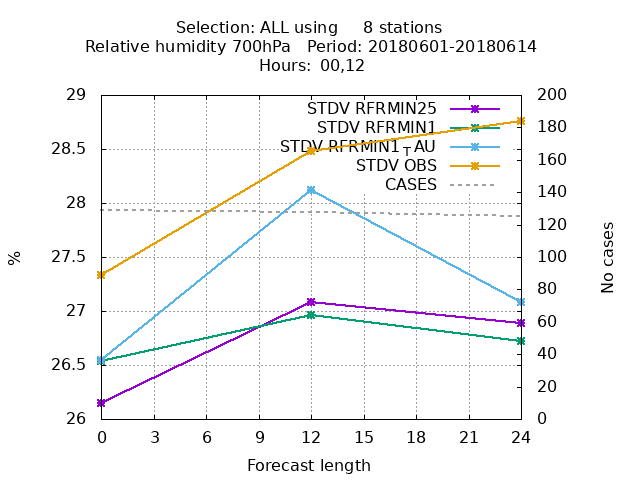 Selection: ALL using     8 stations
Relative humidity 700hPa   Period: 20180601-20180614
Hours: 00,12
STDV RFRMIN25
STDV RFRMIN1
STDV RFRMIN1_AU
STDV OBS
CASES
29
28.5
28
27.5
27
26.5
26
%
200
180
160
140
120
100
80
60
40
20
0
No cases
0 3 6 9 12 15 18 21 24
Forecast length